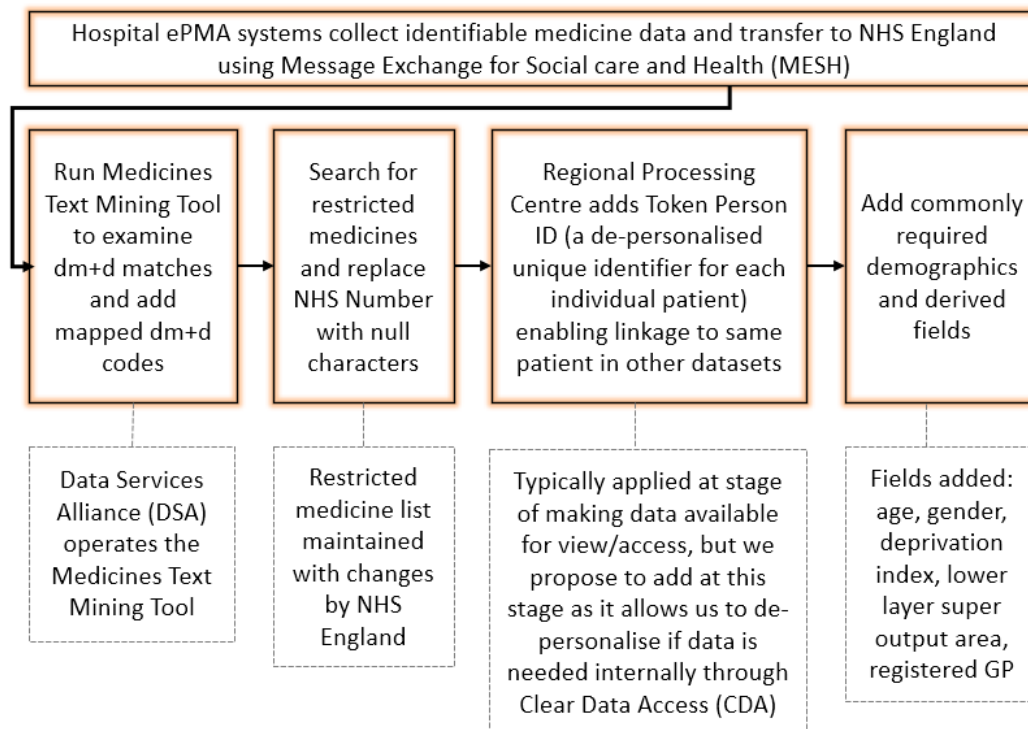 Hospital ePMA systems collect identifiable medicine data and transfer to NHS England
using Message Exchange for Social care and Health (MESH)
Run Medicines
Text Mining Tool
to examine
dm+d matches
and add
mapped dm+d
codes
Search for
restricted
medicines
and replace
NHS Number
with null
characters
Regional Processing
Centre adds Token Person
ID (a de-personalised
unique identifier for each
individual patient)
enabling linkage to same
patient in other datasets
Add commonly
required
demographics
and derived
fields
Data Services
Alliance (DSA)
operates the
Medicines Text
Mining Tool
Restricted
medicine list
maintained
with changes
by NHS
England
Typically applied at stage
of making data available
for view/access, but we
propose to add at this
stage as it allows us to de-
personalise if data is
needed internally through
Clear Data Access (CDA)
Fields added:
age, gender,
deprivation
index, lower
layer super
output area,
registered GP